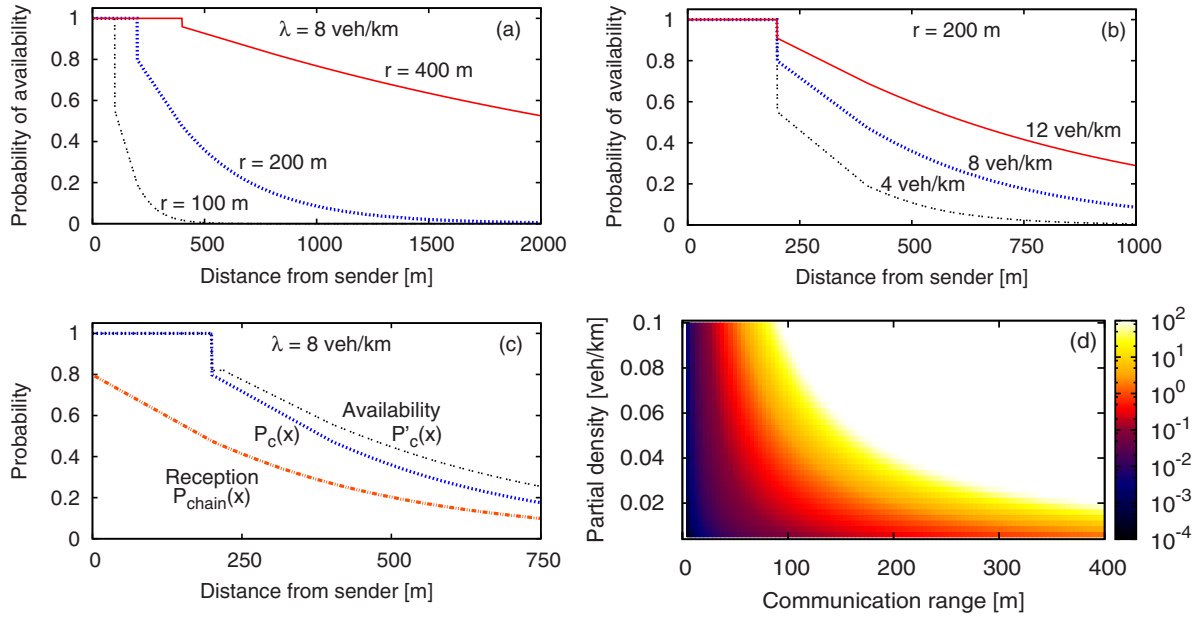 Probability of availability
1
0.8
0.6
0.4
0.2
0
λ = 8 veh/km
(a)
r = 400 m
r = 200 m
r = 100 m
0 500 1000 1500 2000
Distance from sender [m]
Probability of availability
1
0.8
0.6
0.4
0.2
0
r = 200 m
(b)
12 veh/km
8 veh/km
4 veh/km
0 250 500 750 1000
Distance from sender [m]
Probability
1
0.8
0.6
0.4
0.2
0
λ = 8 veh/km
(c)
Availability
P_c(x) P'_c(x)
Reception
P_chain(x)
0 250 500 750
Distance from sender [m]
Partial density [veh/km]
0.1
0.08
0.06
0.04
0.02
(d)
0 100 200 300 400
Communication range [m]
10^2
10^1
10^0
10^-1
10^-2
10^-3
10^-4